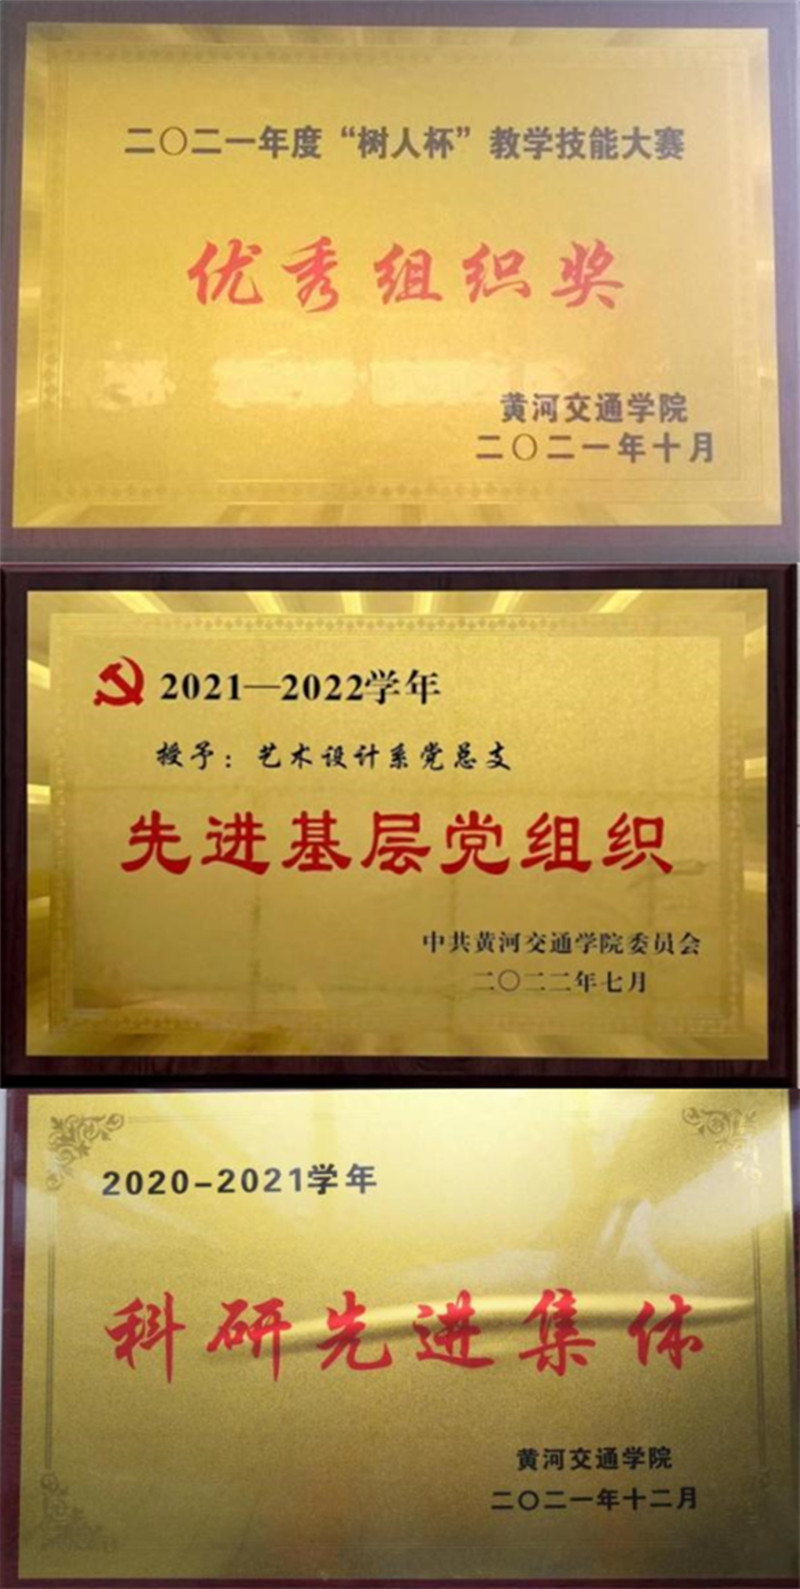 二〇二一年度“树人杯”教学技能大赛
优秀组织奖
黄河交通学院
二〇二一年十月
2021—2022学年
授予：艺术设计系党总支
先进基层党组织
中共黄河交通学院委员会
二〇二二年七月
2020-2021学年
科研先进集体
黄河交通学院
二〇二一年十二月